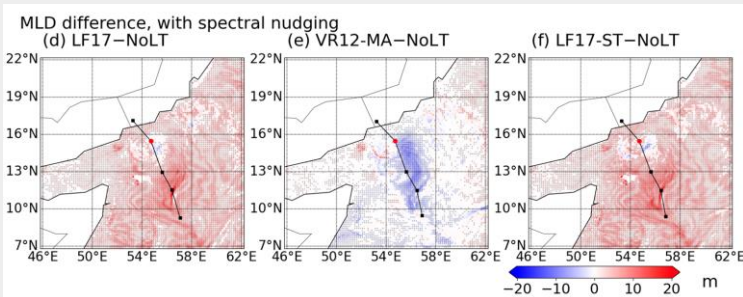 MLD difference, with spectral nudging
(d) LF17−NoLT (e) VR12-MA−NoLT (f) LF17-ST−NoLT
22°N 22°N 22°N
19°N 19°N 19°N
16°N 16°N 16°N
13°N 13°N 13°N
10°N 10°N 10°N
7°N 7°N 7°N
46°E 50°E 54°E 58°E 62°E 46°E 50°E 54°E 58°E 62°E 46°E 50°E 54°E 58°E 62°E
−20 −10 0 10 20 m